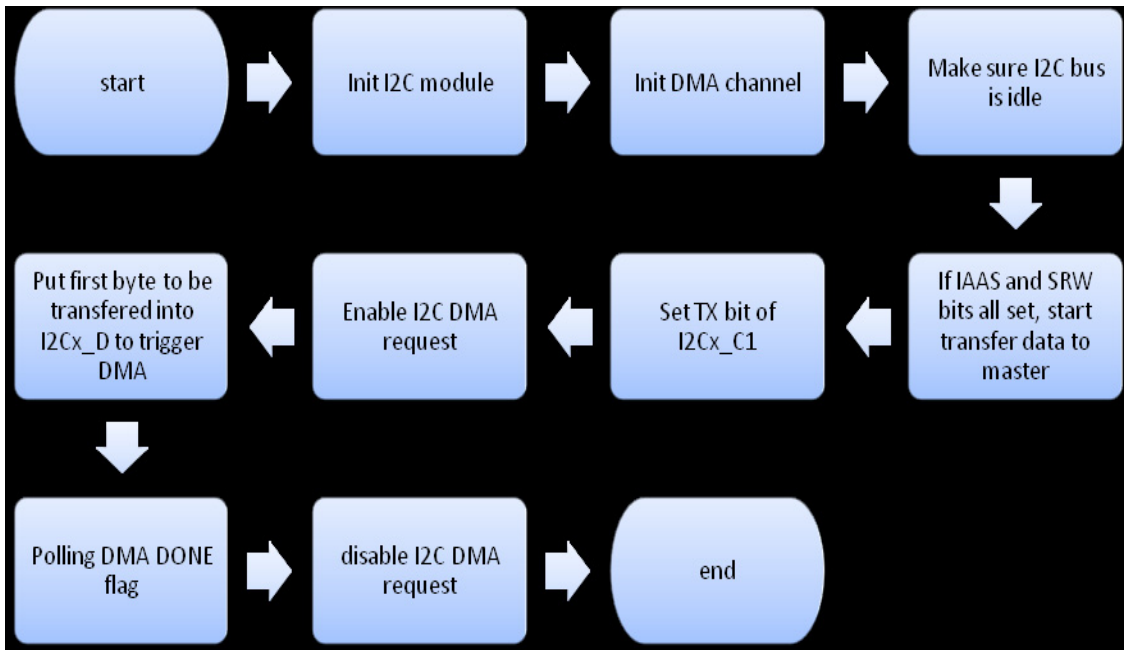 start
Init I2C module
Init DMA channel
Make sure I2C bus
is idle
If IAAS and SRW
bits all set, start
transfer data to
master
Set TX bit of
I2Cx_C1
Enable I2C DMA
request
Put first byte to be
transfered into
I2Cx_D to trigger
DMA
Polling DMA DONE
flag
disable I2C DMA
request
end